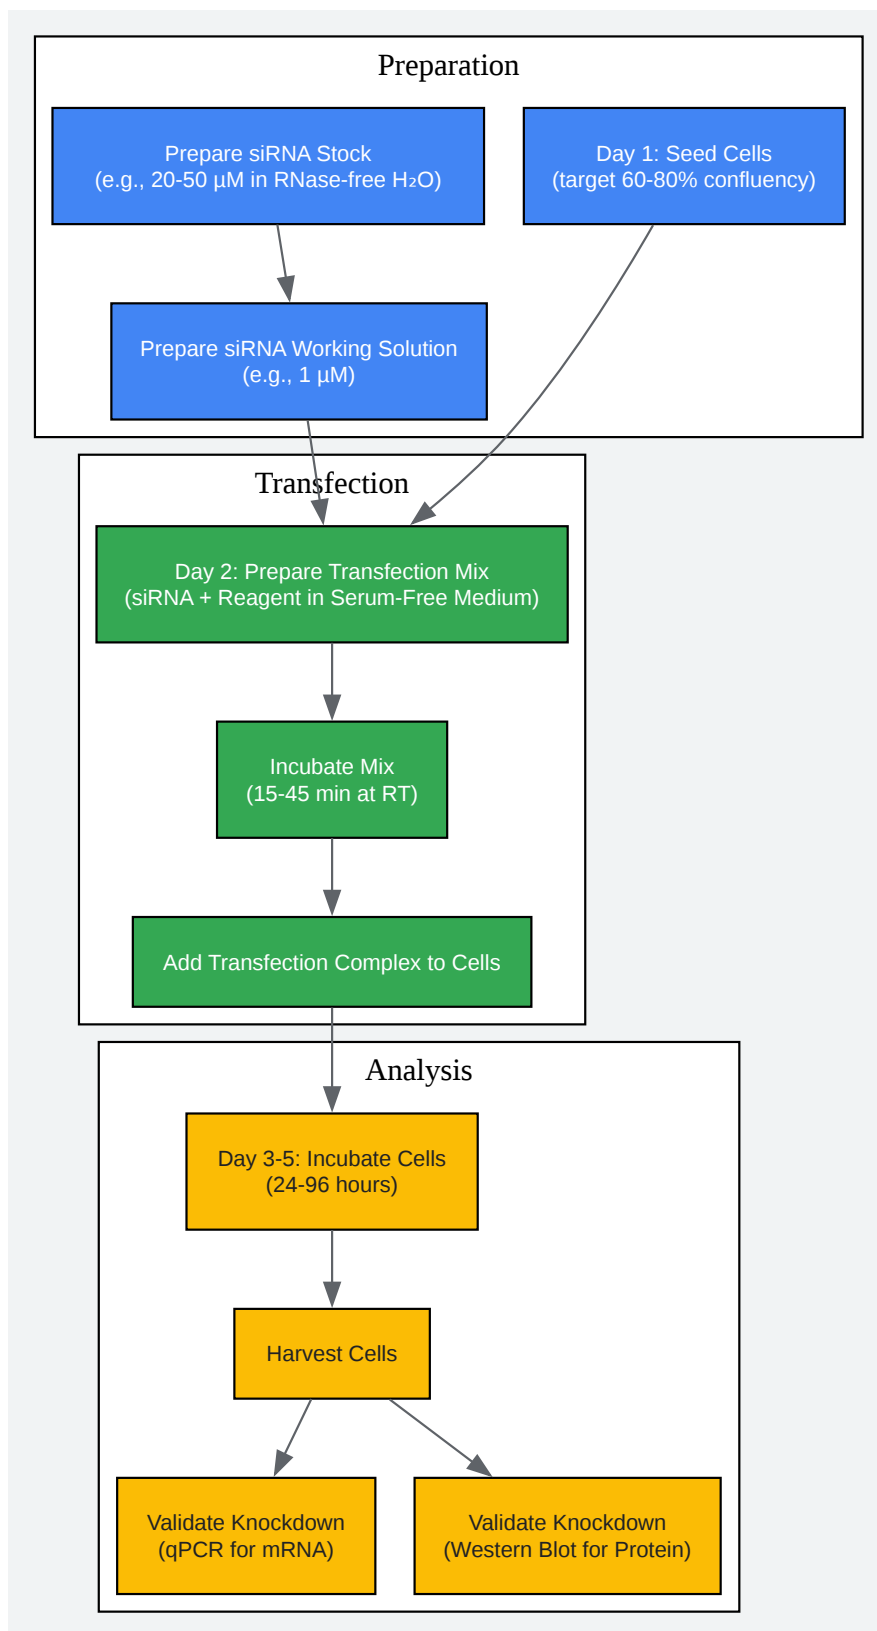 Preparation
Prepare siRNA Stock
(e.g., 20-50 µM in RNase-free H₂O)
Day 1: Seed Cells
(target 60-80% confluency)
Prepare siRNA Working Solution
(e.g., 1 µM)
Transfection
Day 2: Prepare Transfection Mix
(siRNA + Reagent in Serum-Free Medium)
Incubate Mix
(15-45 min at RT)
Add Transfection Complex to Cells
Analysis
Day 3-5: Incubate Cells
(24-96 hours)
Harvest Cells
Validate Knockdown
(qPCR for mRNA)
Validate Knockdown
(Western Blot for Protein)